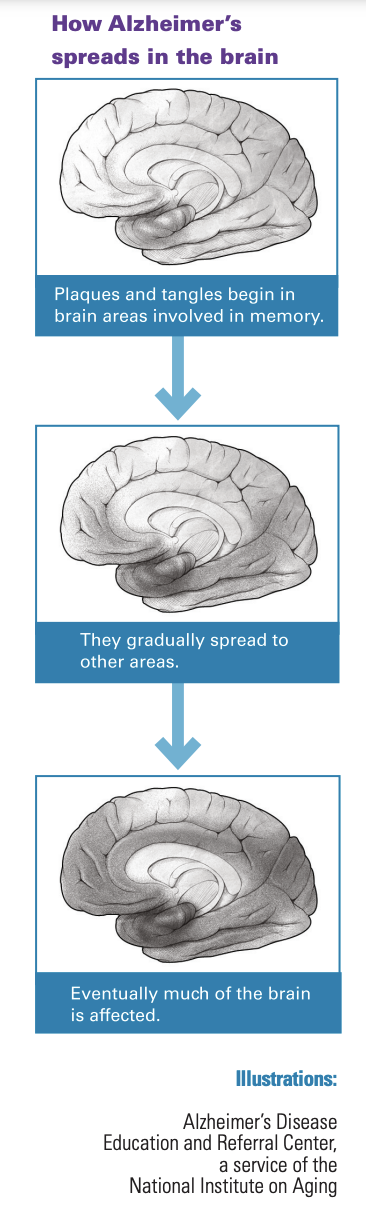 How Alzheimer's
spreads in the brain
Plaques and tangles begin in
brain areas involved in memory.
They gradually spread to
other areas.
Eventually much of the brain
is affected.
Illustrations:
Alzheimer's Disease
Education and Referral Center,
a service of the
National Institute on Aging